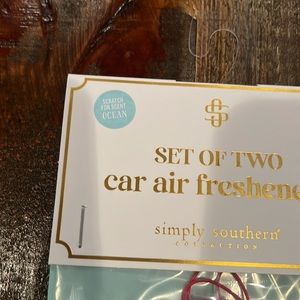 SCRATCH
FOR SCENT
OCEAN
SET OF TWO
car air freshene
simply southern®
COLLECTION